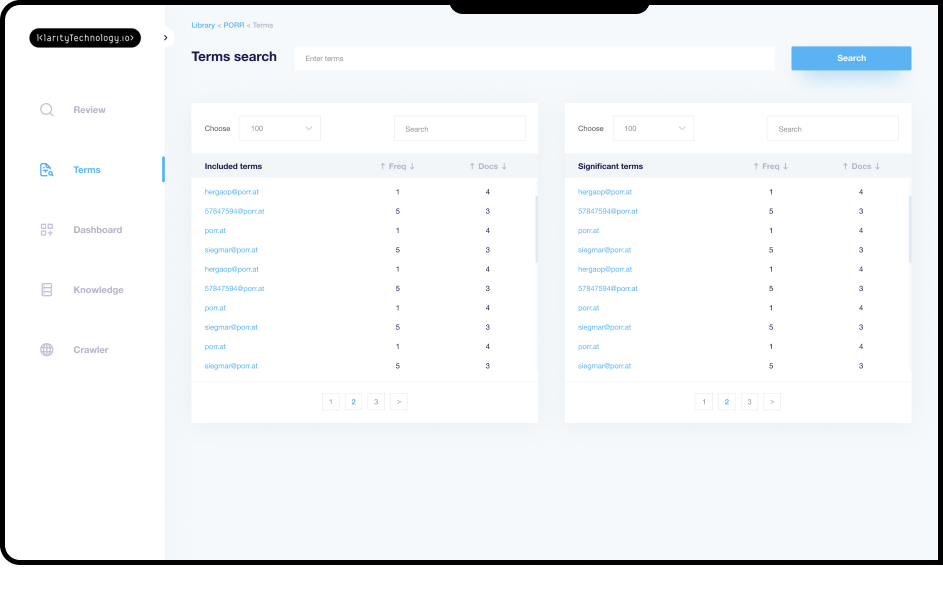 Library < PORR < Terms
KlarityTechnology.io>
>
Terms search
Enter terms
Search
Review
Terms
Dashboard
Knowledge
Crawler
Choose
100
Search
Included terms ↑ Freq ↓ ↑ Docs ↓
hergaop@porr.at 1 4
57847594@porr.at 5 3
porr.at 1 4
siegmar@porr.at 5 3
hergaop@porr.at 1 4
57847594@porr.at 5 3
porr.at 1 4
siegmar@porr.at 5 3
porr.at 1 4
siegmar@porr.at 5 3
1 2 3 >
Choose
100
Search
Significant terms ↑ Freq ↓ ↑ Docs ↓
hergaop@porr.at 1 4
57847594@porr.at 5 3
porr.at 1 4
siegmar@porr.at 5 3
hergaop@porr.at 1 4
57847594@porr.at 5 3
porr.at 1 4
siegmar@porr.at 5 3
porr.at 1 4
siegmar@porr.at 5 3
1 2 3 >